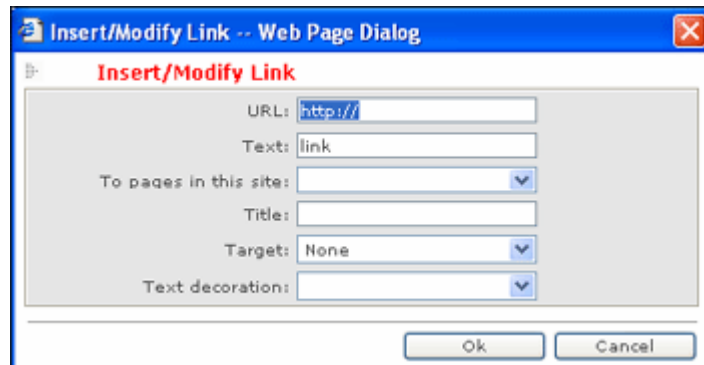 Insert/Modify Link -- Web Page Dialog
Insert/Modify Link
URL: http://
Text: link
To pages in this site:
Title:
Target: None
Text decoration:
Ok Cancel